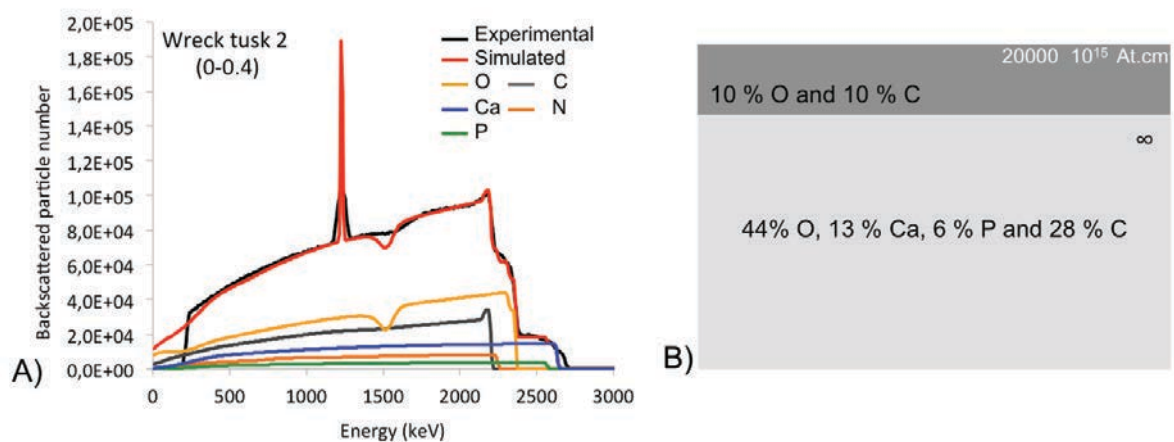 2,0E+05
1,8E+05
1,6E+05
1,4E+05
1,2E+05
1,0E+05
8,0E+04
6,0E+04
4,0E+04
2,0E+04
0,0E+00
Backscattered particle number
Wreck tusk 2
(0-0.4)
Experimental
Simulated
O C
Ca N
P
0 500 1000 1500 2000 2500 3000
Energy (keV)
A)
20000 10¹⁵ At.cm
10 % O and 10 % C
∞
44% O, 13 % Ca, 6 % P and 28 % C
B)